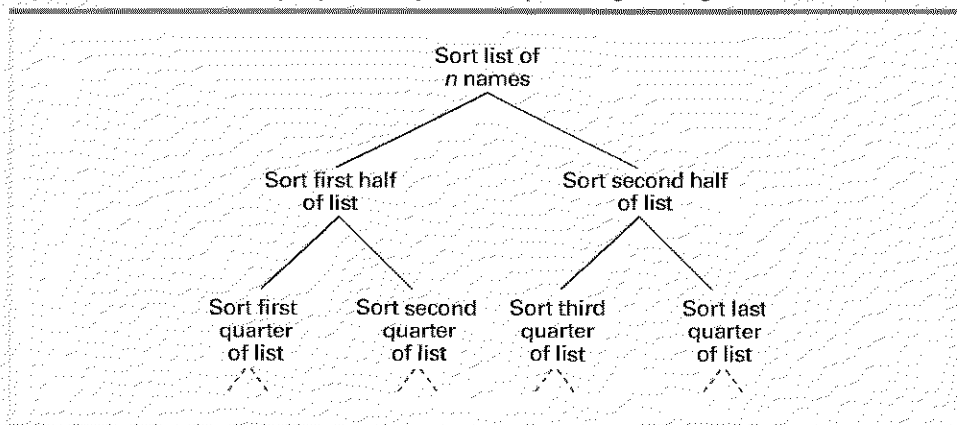 Sort list of
n names
Sort first half
of list
Sort second half
of list
Sort first
quarter
of list
Sort second
quarter
of list
Sort third
quarter
of list
Sort last
quarter
of list